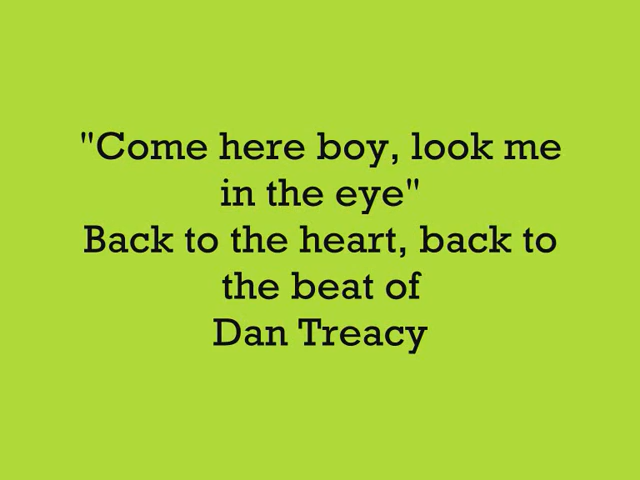 "Come here boy, look me
in the eye"
Back to the heart, back to
the beat of
Dan Treacy